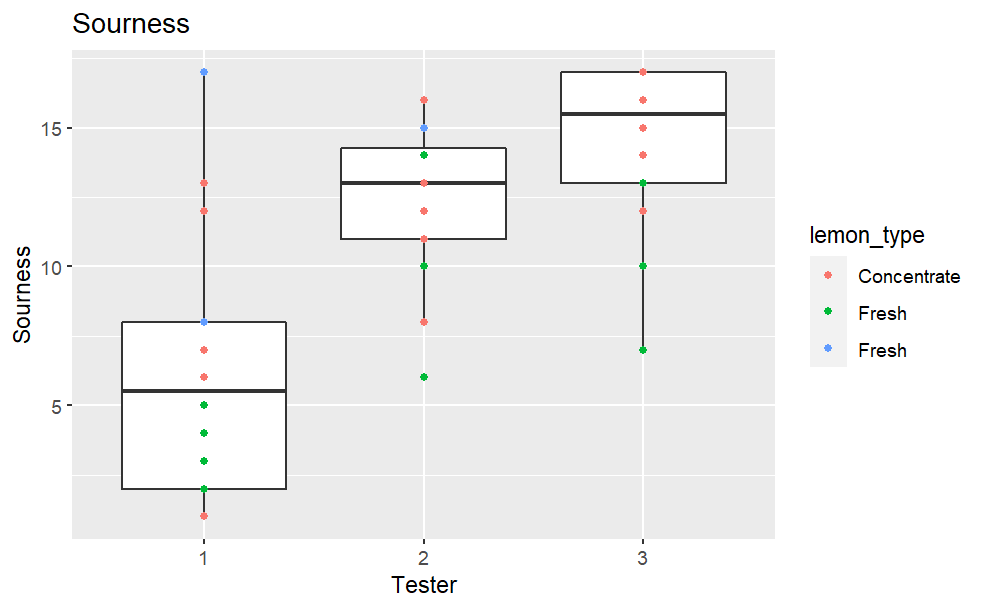 Sourness
15
10
5
Sourness
1
2
3
Tester
lemon_type
Concentrate
Fresh
Fresh